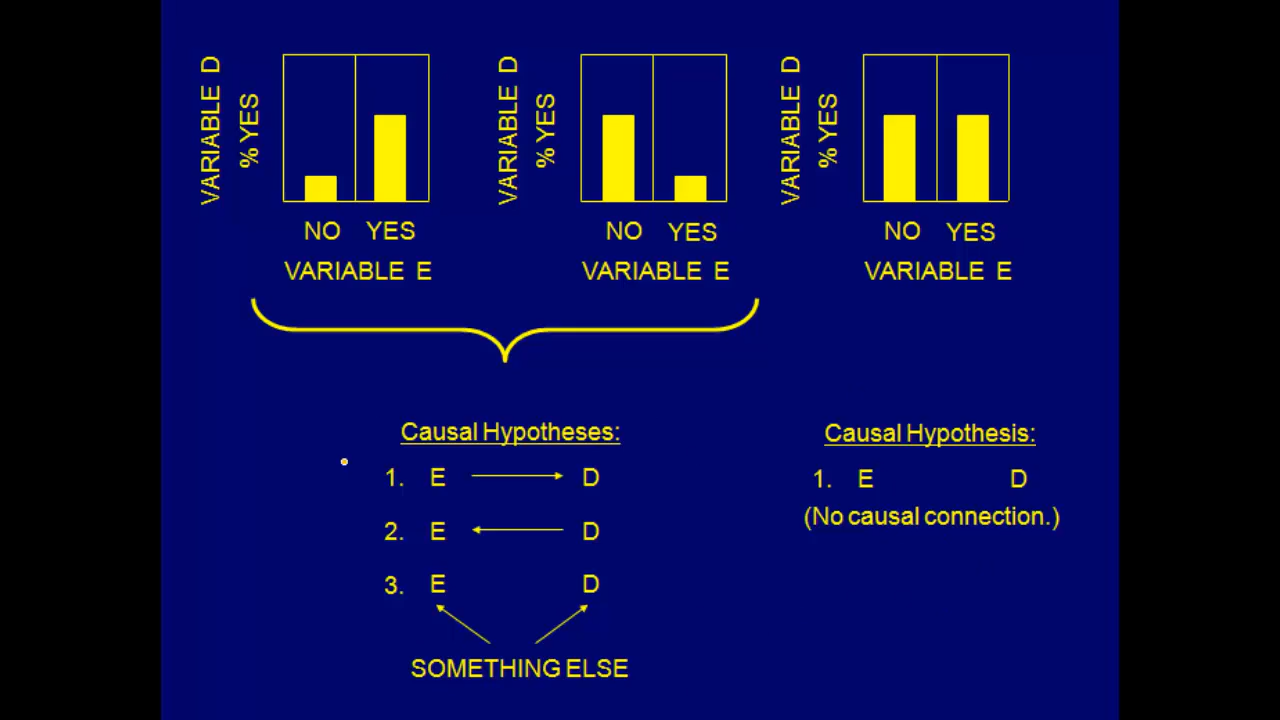 VARIABLE D
% YES
NO YES
VARIABLE E
VARIABLE D
% YES
NO YES
VARIABLE E
VARIABLE D
% YES
NO YES
VARIABLE E
Causal Hypotheses:
1. E D
2. E D
3. E D
SOMETHING ELSE
Causal Hypothesis:
1. E D
(No causal connection.)